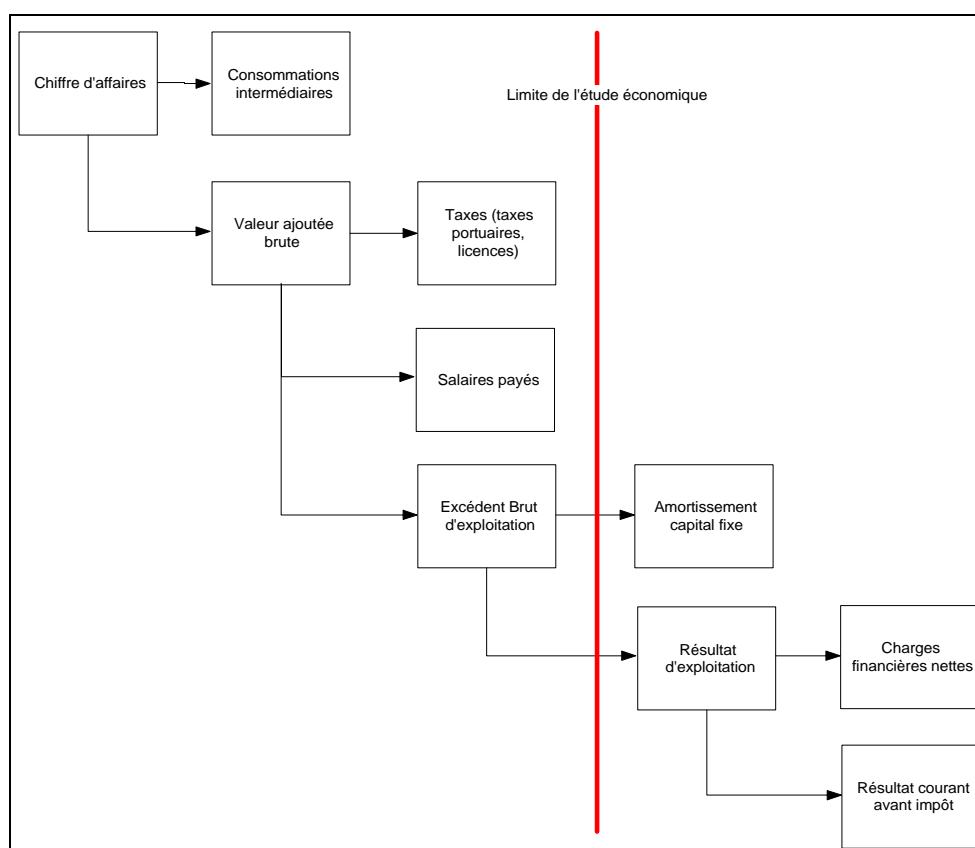 Chiffre d'affaires
Consommations
intermédiaires
Limite de l'étude économique
Valeur ajoutée
brute
Taxes (taxes
portuaires,
licences)
Salaires payés
Excédent Brut
d'exploitation
Amortissement
capital fixe
Résultat
d'exploitation
Charges
financières nettes
Résultat courant
avant impôt